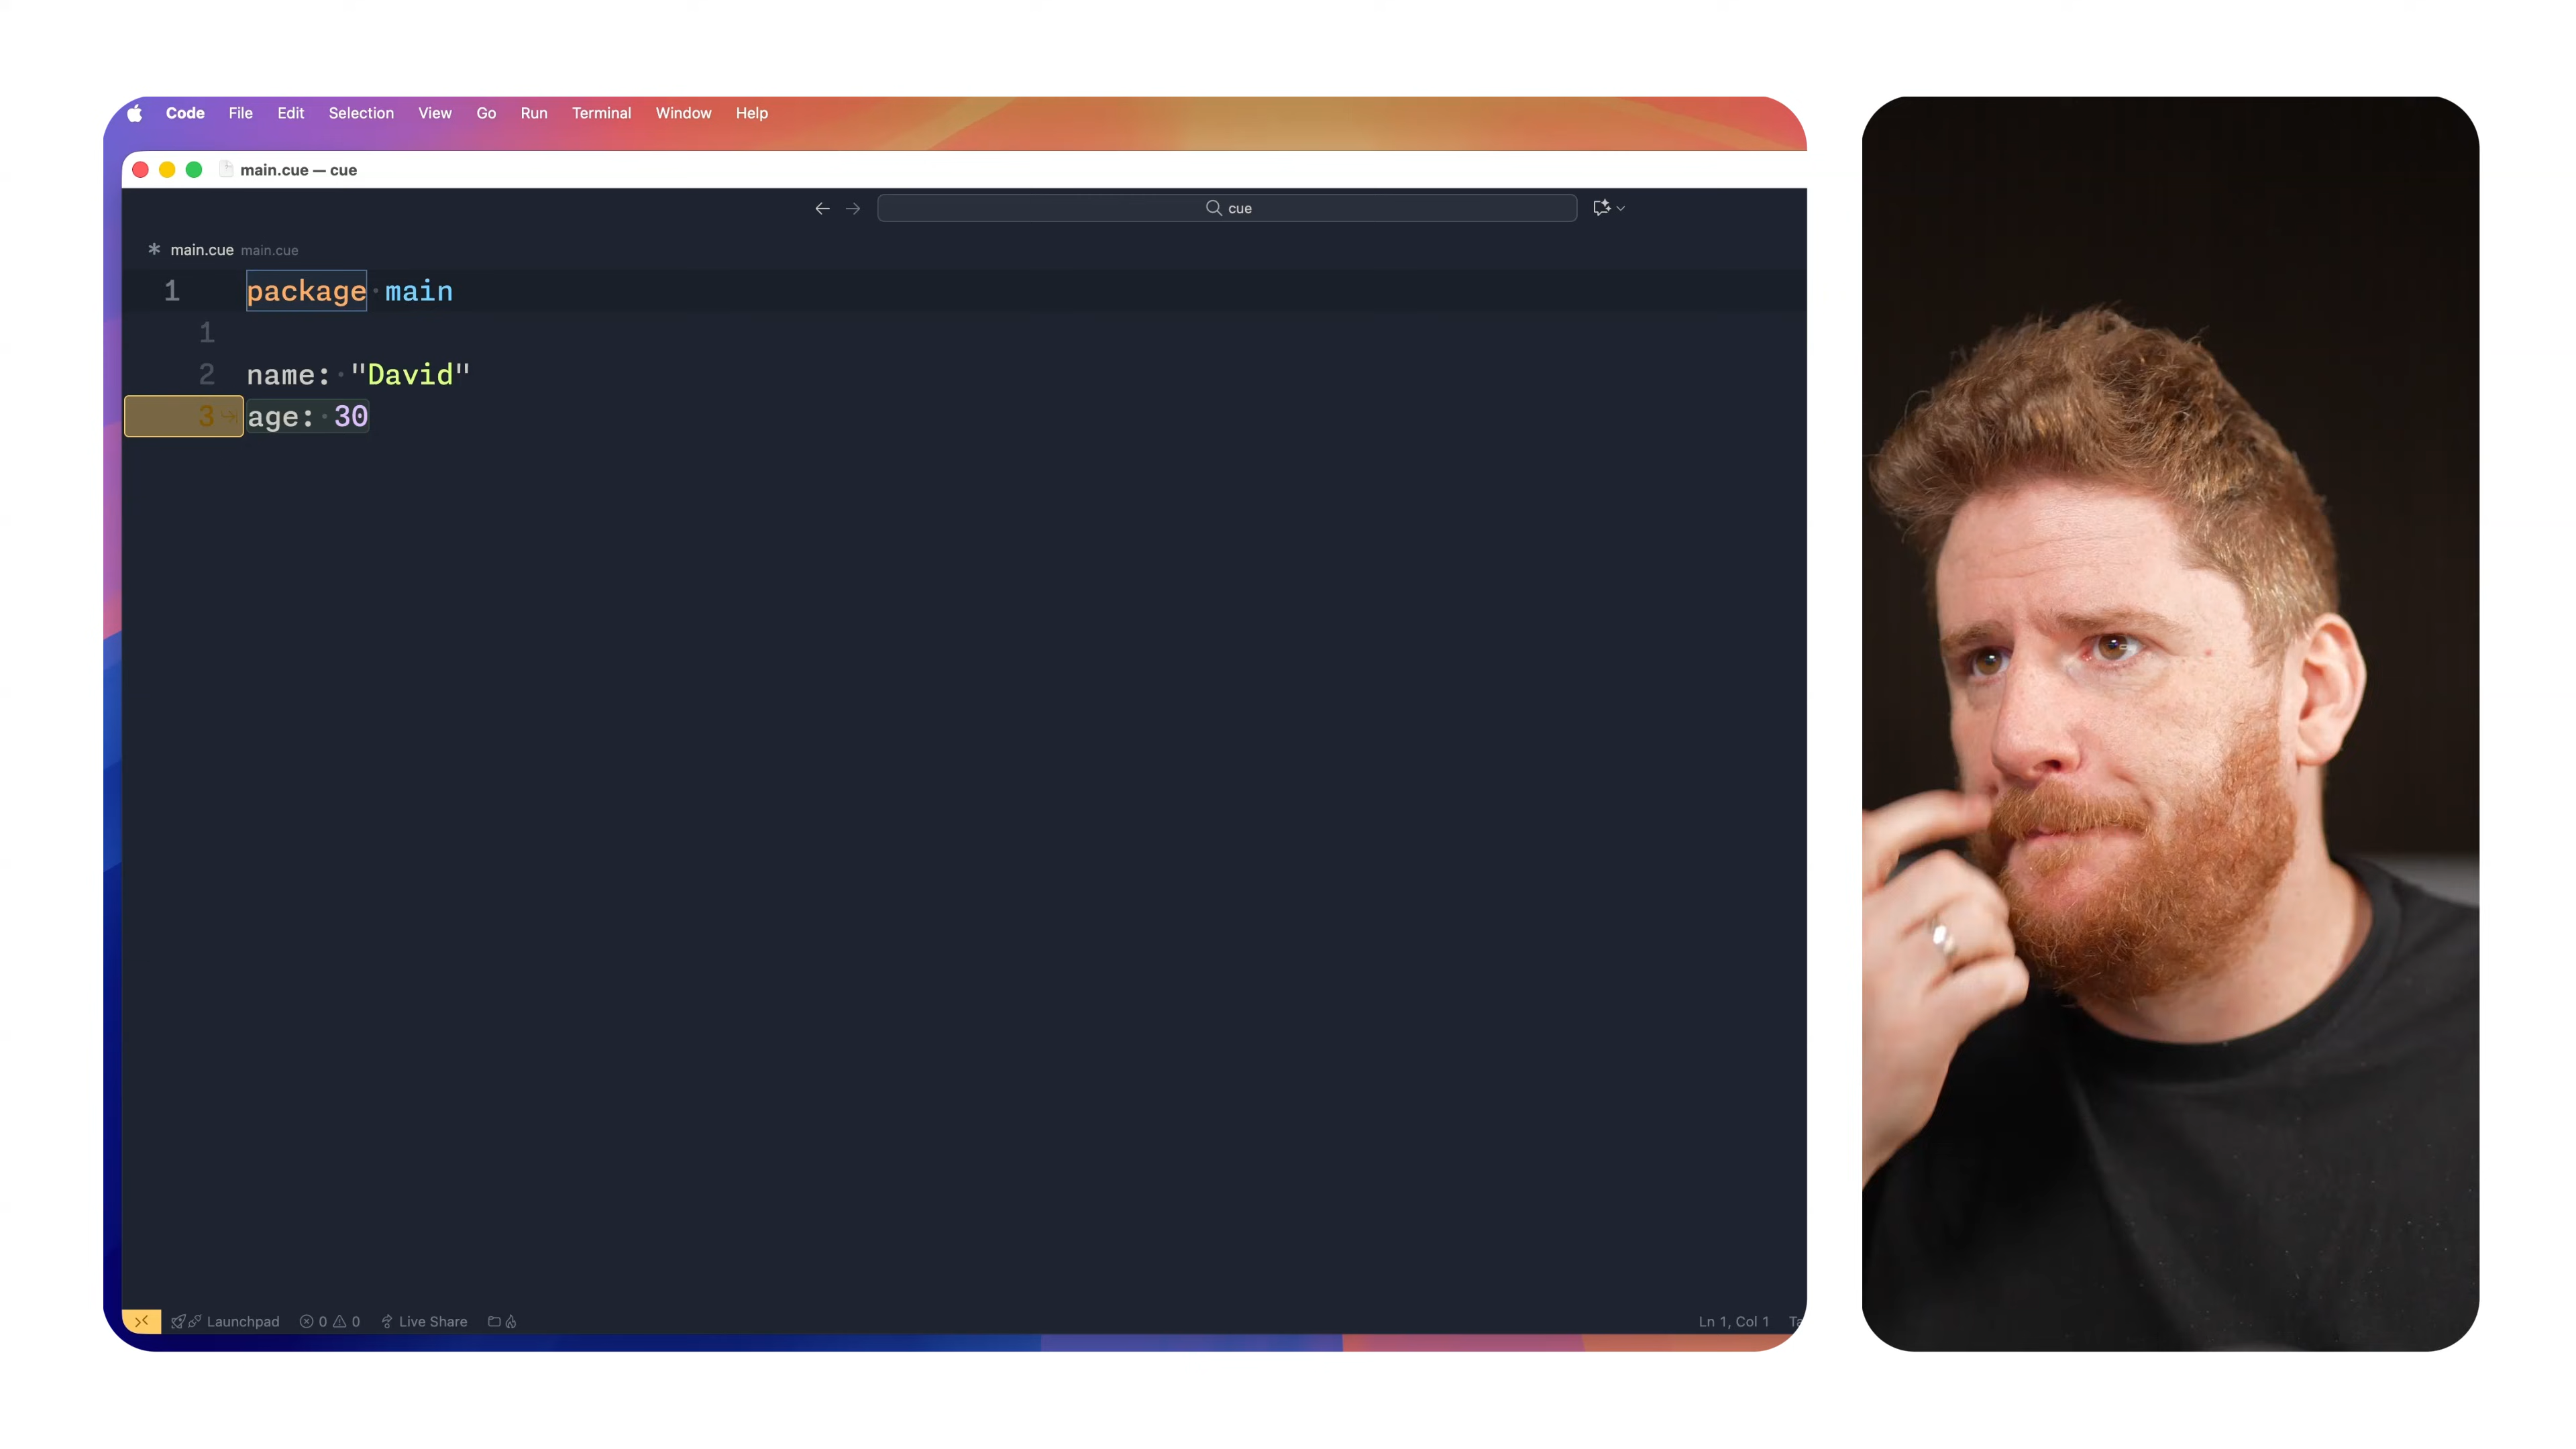 Code File Edit Selection View Go Run Terminal Window Help
main.cue — cue
cue
main.cue main.cue
1 package main
1
2 name: "David"
3 age: 30
Launchpad 0 0 Live Share Ln 1, Col 1